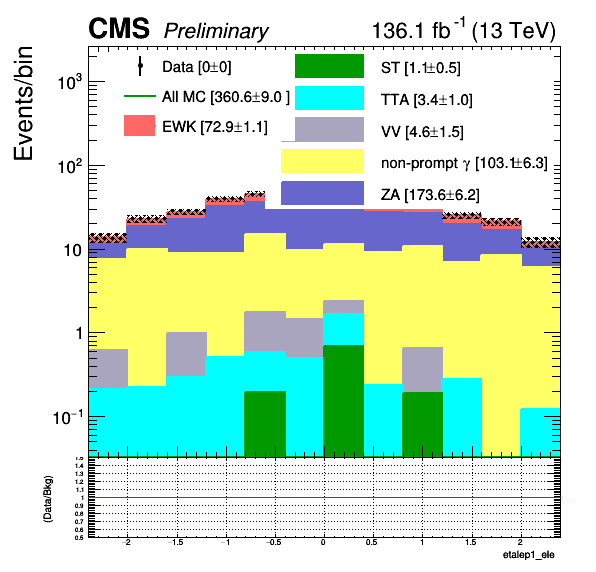 CMS Preliminary 136.1 fb⁻¹ (13 TeV)
Events/bin
Data [0±0]
All MC [360.6±9.0 ]
EWK [72.9±1.1]
ST [1.1±0.5]
TTA [3.4±1.0]
VV [4.6±1.5]
non-prompt γ [103.1±6.3]
ZA [173.6±6.2]
10³
10²
10
1
10⁻¹
(Data/Bkg)
1.5
1.4
1.3
1.2
1.1
1
0.9
0.8
0.7
0.6
0.5
−2 −1.5 −1 −0.5 0 0.5 1 1.5 2
etalep1_ele